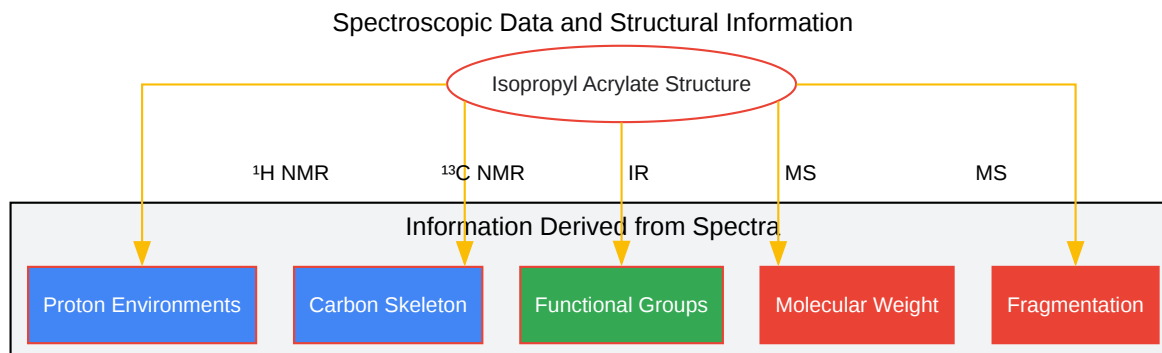 Spectroscopic Data and Structural Information
Isopropyl Acrylate Structure
¹H NMR
¹³C NMR
IR
MS
MS
Information Derived from Spectra
Proton Environments
Carbon Skeleton
Functional Groups
Molecular Weight
Fragmentation